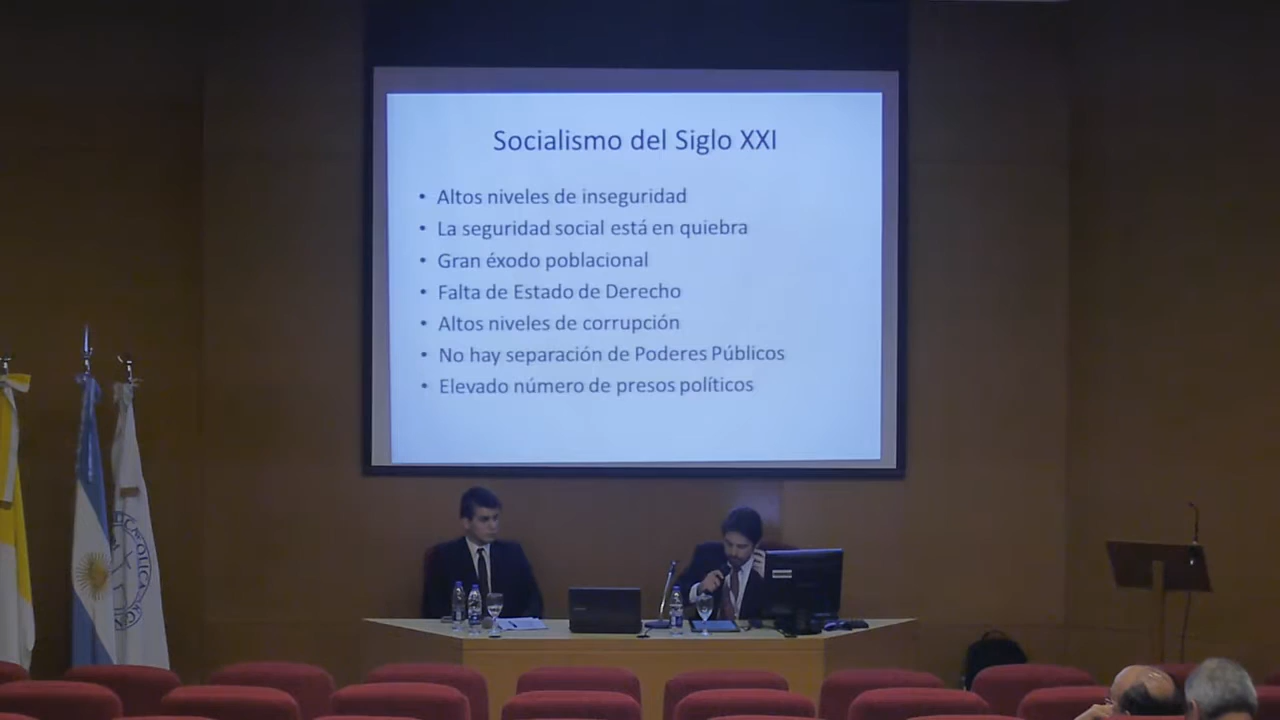 Socialismo del Siglo XXI
• Altos niveles de inseguridad
• La seguridad social está en quiebra
• Gran éxodo poblacional
• Falta de Estado de Derecho
• Altos niveles de corrupción
• No hay separación de Poderes Públicos
• Elevado número de presos políticos